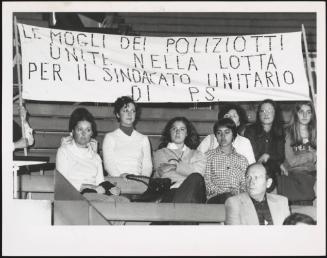 LE MOGLI DEI POLIZIOTTI
UNITE NELLA LOTTA
PER IL SINDACATO UNITARIO
DI P.S.